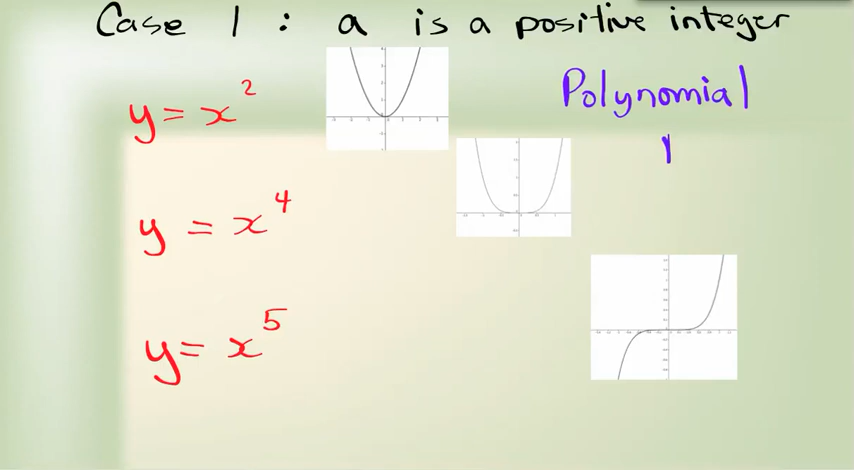 Case 1 : a is a positive integer
y = x²
Polynomial
y = x⁴
y = x⁵